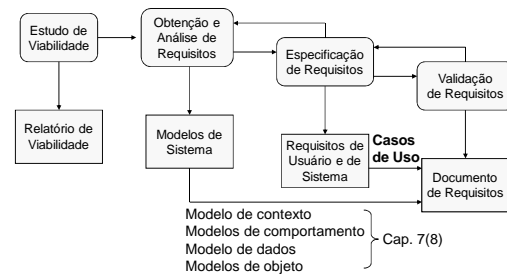 Estudo de
Viabilidade
Obtenção e
Análise de
Requisitos
Especificação
de Requisitos
Validação
de Requisitos
Relatório de
Viabilidade
Modelos de
Sistema
Requisitos de
Usuário e de
Sistema
Casos
de Uso
Documento
de Requisitos
Modelo de contexto
Modelos de comportamento
Modelo de dados
Modelos de objeto
Cap. 7(8)